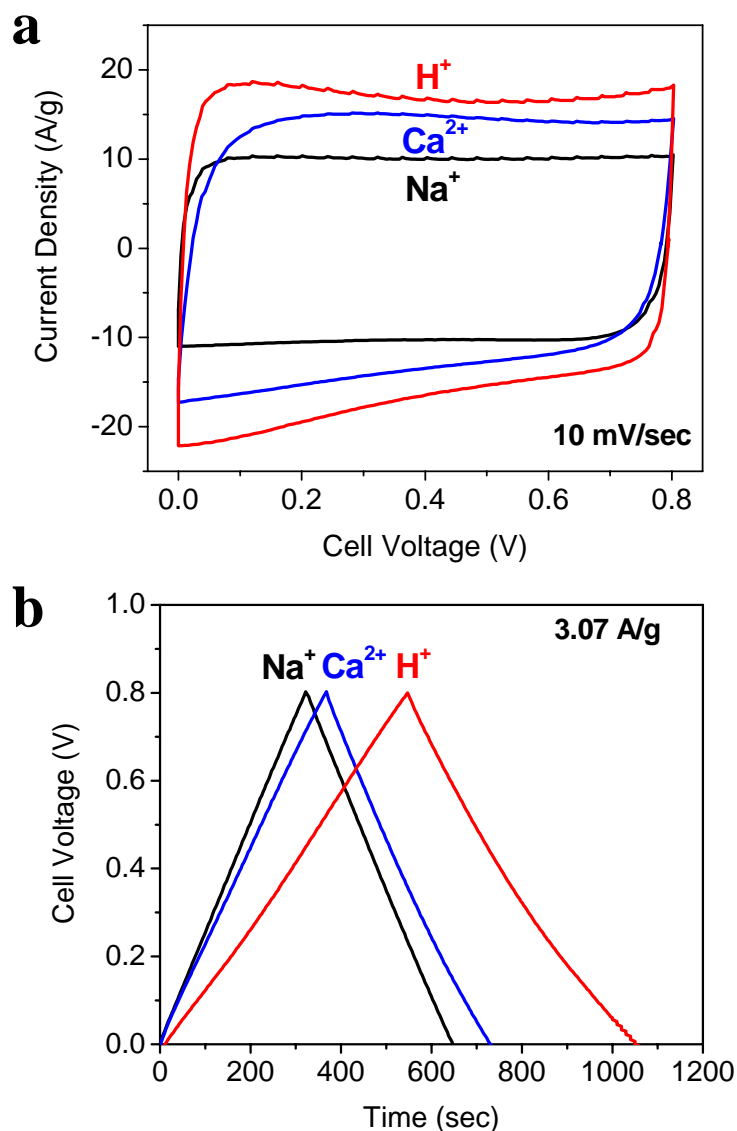 a
Current Density (A/g)
20
10
0
-10
-20
H⁺
Ca²⁺
Na⁺
10 mV/sec
0.0 0.2 0.4 0.6 0.8
Cell Voltage (V)
b
Cell Voltage (V)
1.0
0.8
0.6
0.4
0.2
0.0
3.07 A/g
Na⁺ Ca²⁺ H⁺
0 200 400 600 800 1000 1200
Time (sec)